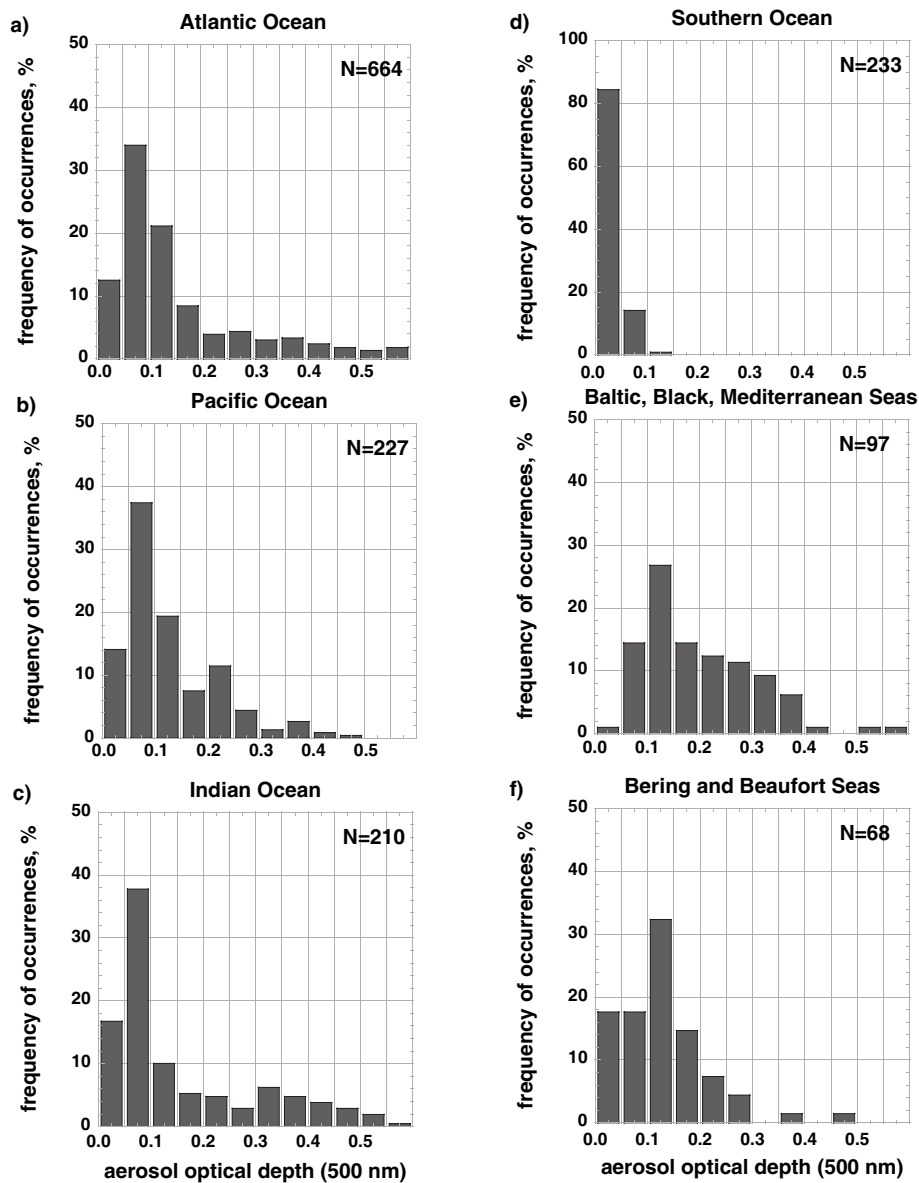 a)
Atlantic Ocean
N=664
frequency of occurrences, %
50
40
30
20
10
0
0.0 0.1 0.2 0.3 0.4 0.5
b)
Pacific Ocean
N=227
frequency of occurrences, %
50
40
30
20
10
0
0.0 0.1 0.2 0.3 0.4 0.5
c)
Indian Ocean
N=210
frequency of occurrences, %
50
40
30
20
10
0
0.0 0.1 0.2 0.3 0.4 0.5
aerosol optical depth (500 nm)
d)
Southern Ocean
N=233
frequency of occurrences, %
100
80
60
40
20
0
0.0 0.1 0.2 0.3 0.4 0.5
e)
Baltic, Black, Mediterranean Seas
N=97
frequency of occurrences, %
50
40
30
20
10
0
0.0 0.1 0.2 0.3 0.4 0.5
f)
Bering and Beaufort Seas
N=68
frequency of occurrences, %
50
40
30
20
10
0
0.0 0.1 0.2 0.3 0.4 0.5
aerosol optical depth (500 nm)